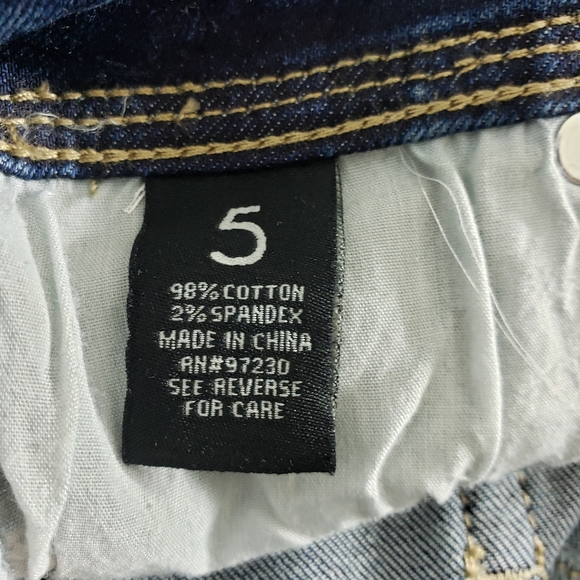 5
98% COTTON
2% SPANDEX
MADE IN CHINA
RN#97230
SEE REVERSE
FOR CARE